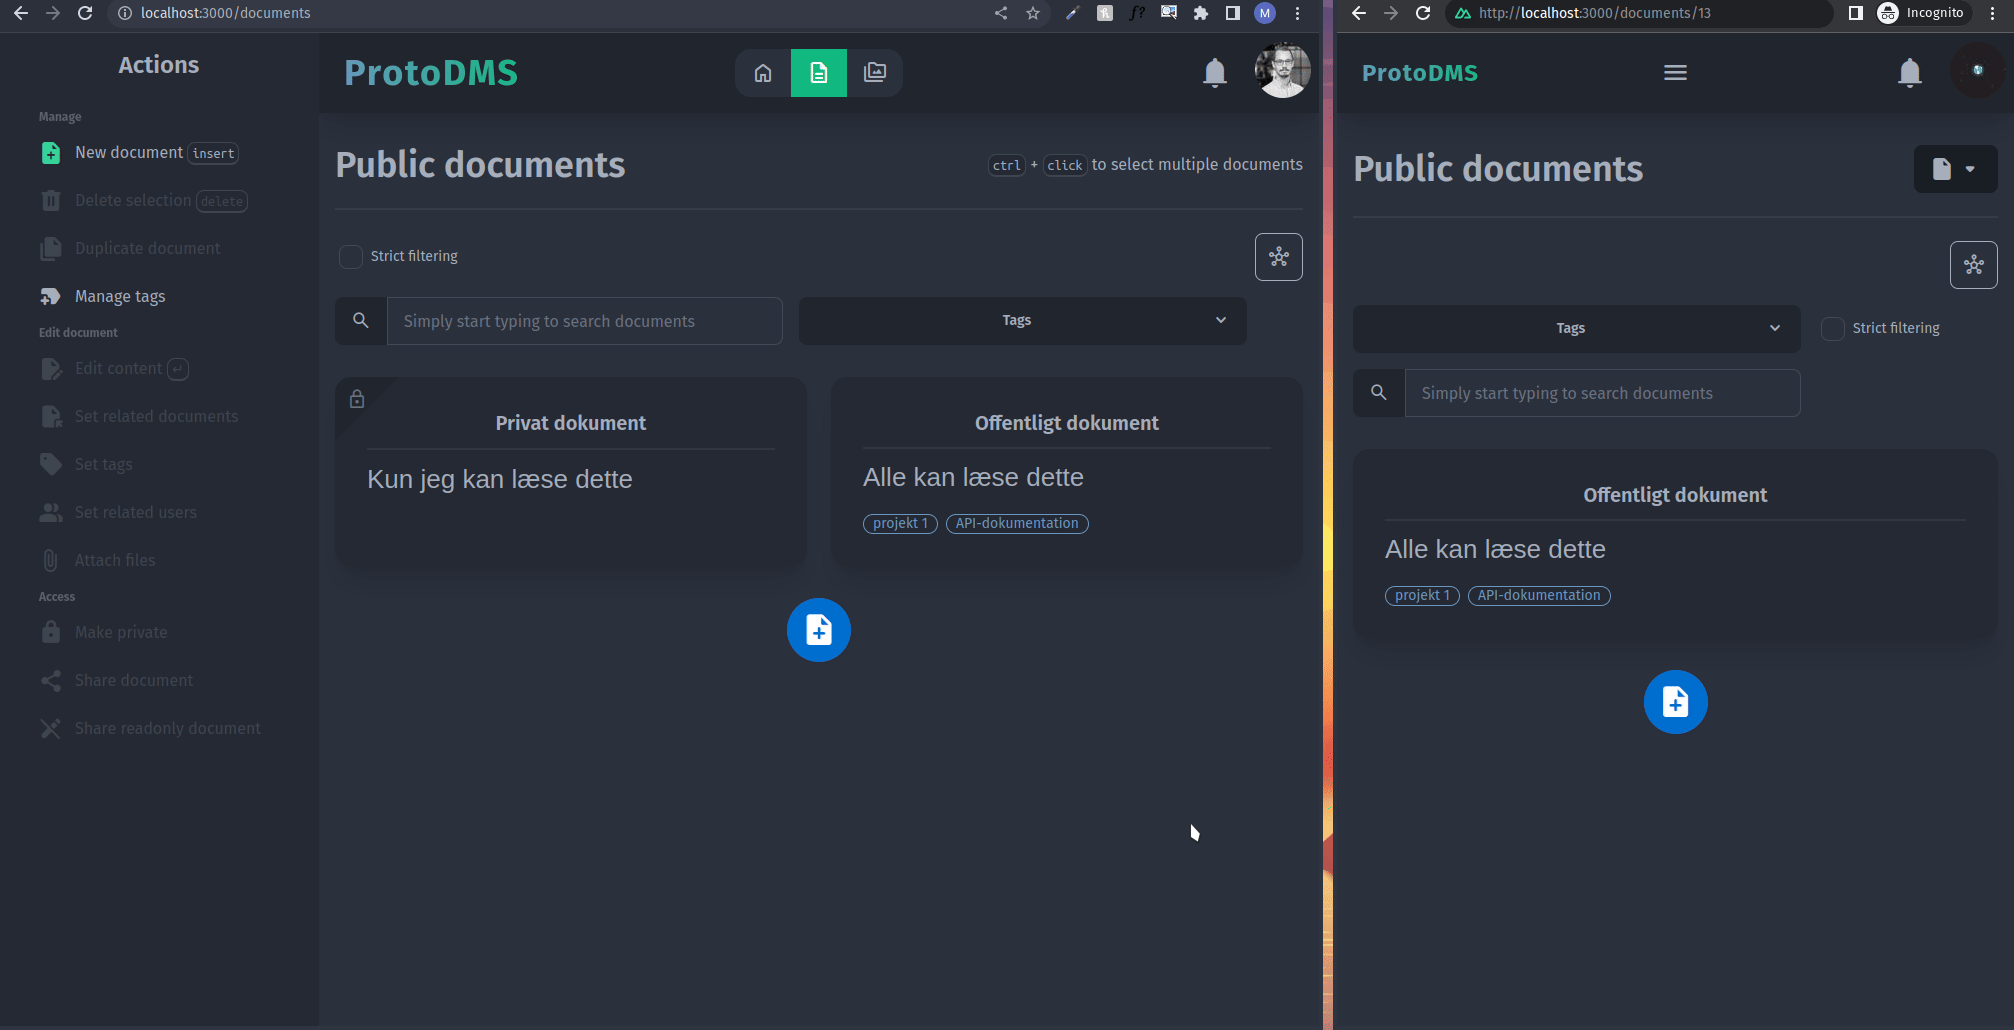 localhost:3000/documents
M
Actions
Manage
New document insert
Delete selection delete
Duplicate document
Manage tags
Edit document
Edit content ↵
Set related documents
Set tags
Set related users
Attach files
Access
Make private
Share document
Share readonly document
ProtoDMS
Public documents
ctrl + click to select multiple documents
Strict filtering
Simply start typing to search documents
Tags
Privat dokument
Kun jeg kan læse dette
Offentligt dokument
Alle kan læse dette
projekt 1 API-dokumentation
http://localhost:3000/documents/13
Incognito
ProtoDMS
Public documents
Tags
Strict filtering
Simply start typing to search documents
Offentligt dokument
Alle kan læse dette
projekt 1 API-dokumentation